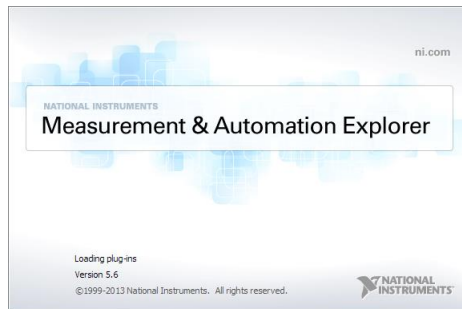 ni.com
NATIONAL INSTRUMENTS
Measurement & Automation Explorer
Loading plug-ins
Version 5.6
©1999-2013 National Instruments. All rights reserved.
NATIONAL
INSTRUMENTS